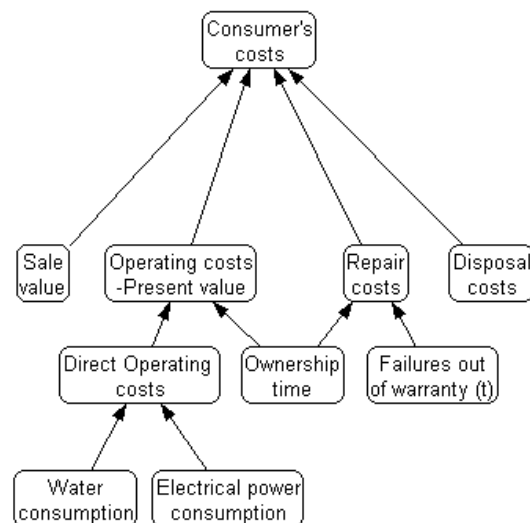 Consumer's
costs
Sale
value
Operating costs
-Present value
Repair
costs
Disposal
costs
Direct Operating
costs
Ownership
time
Failures out
of warranty (t)
Water
consumption
Electrical power
consumption